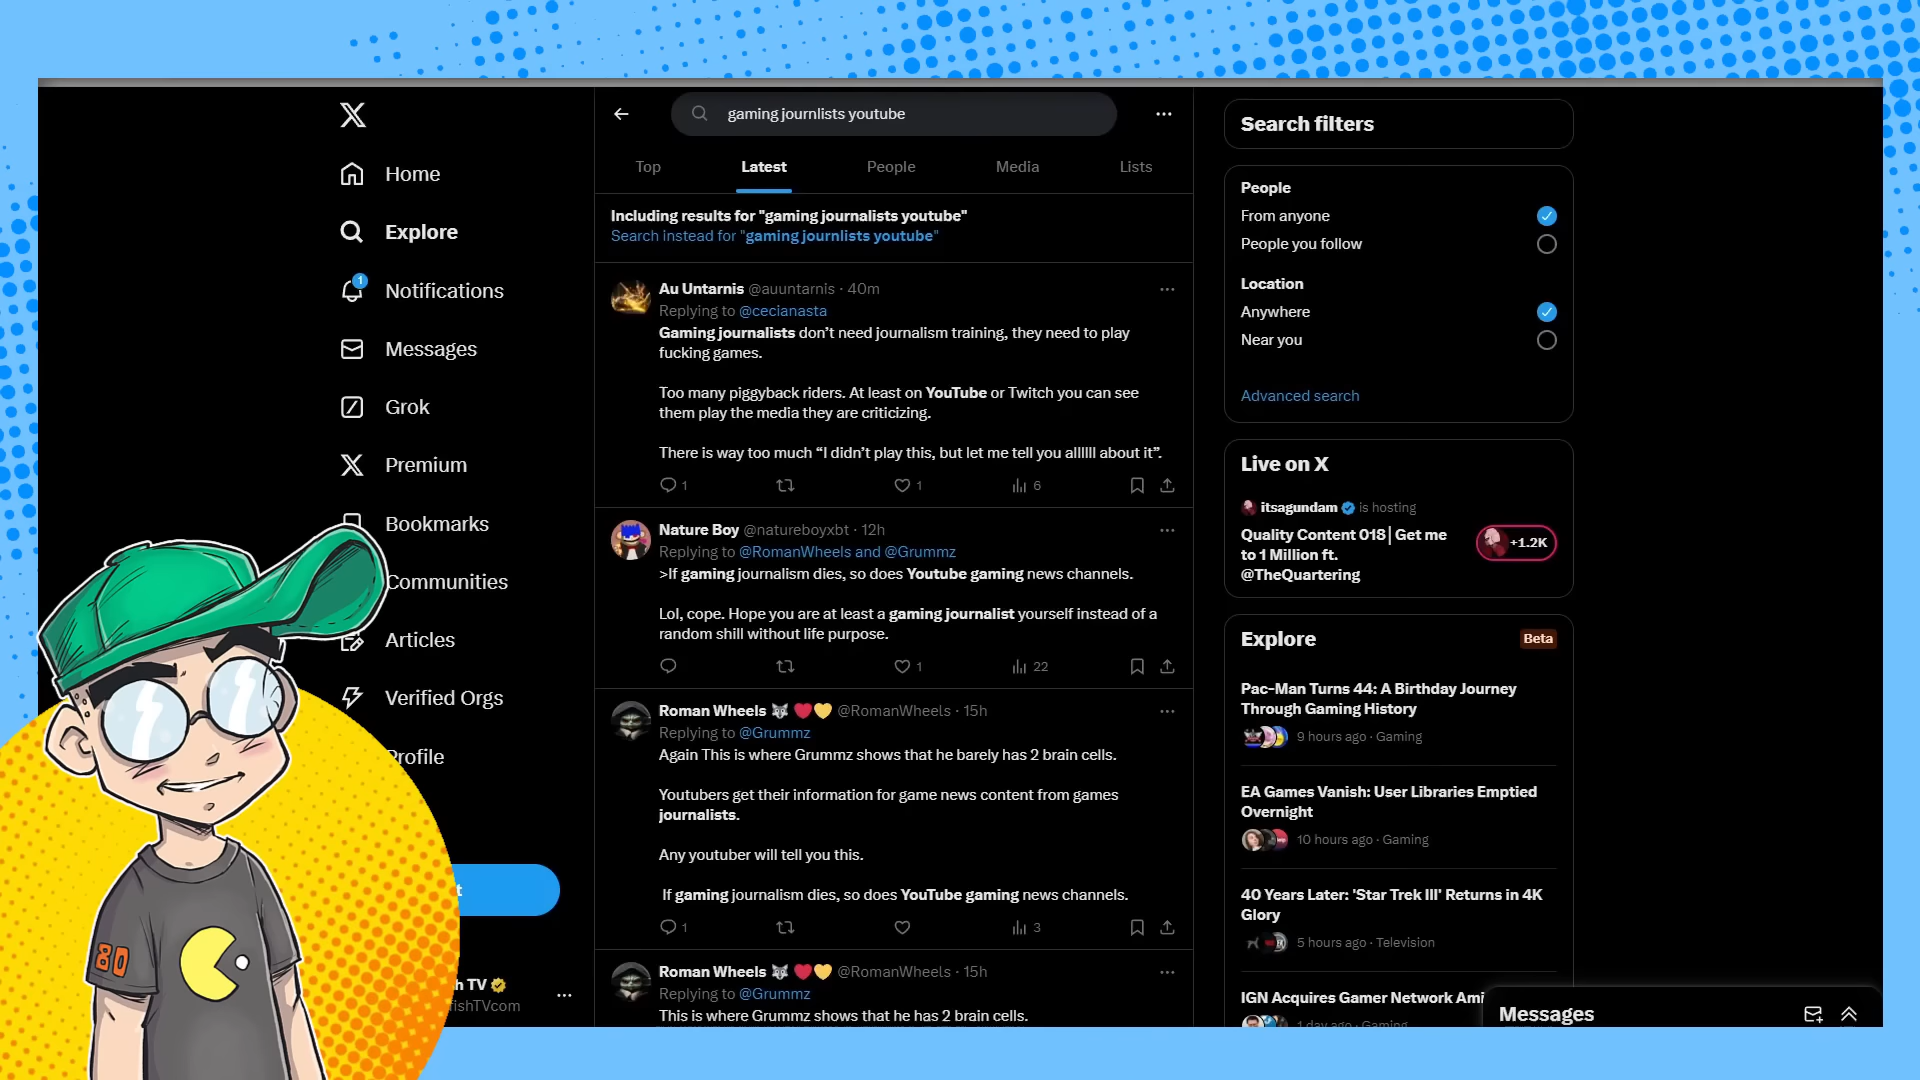 Home
Explore
1
Notifications
Messages
Grok
Premium
Bookmarks
Communities
Articles
Verified Orgs
Profile
t
h TV
fishTVcom
80
gaming journlists youtube
Top
Latest
People
Media
Lists
Including results for "gaming journalists youtube"
Search instead for "gaming journlists youtube"
Au Untarnis @auuntarnis · 40m
Replying to @cecianasta
Gaming journalists don’t need journalism training, they need to play
fucking games.
Too many piggyback riders. At least on YouTube or Twitch you can see
them play the media they are criticizing.
There is way too much “I didn’t play this, but let me tell you allllll about it”.
1
1
6
Nature Boy @natureboyxbt · 12h
Replying to @RomanWheels and @Grummz
>If gaming journalism dies, so does Youtube gaming news channels.
Lol, cope. Hope you are at least a gaming journalist yourself instead of a
random shill without life purpose.
1
22
Roman Wheels 🐺❤️💛 @RomanWheels · 15h
Replying to @Grummz
Again This is where Grummz shows that he barely has 2 brain cells.
Youtubers get their information for game news content from games
journalists.
Any youtuber will tell you this.
If gaming journalism dies, so does YouTube gaming news channels.
1
3
Roman Wheels 🐺❤️💛 @RomanWheels · 15h
Replying to @Grummz
This is where Grummz shows that he has 2 brain cells.
Search filters
People
From anyone
People you follow
Location
Anywhere
Near you
Advanced search
Live on X
itsagundam is hosting
Quality Content 018│Get me
to 1 Million ft.
@TheQuartering
+1.2K
Explore
Beta
Pac-Man Turns 44: A Birthday Journey
Through Gaming History
9 hours ago · Gaming
EA Games Vanish: User Libraries Emptied
Overnight
10 hours ago · Gaming
40 Years Later: 'Star Trek III' Returns in 4K
Glory
5 hours ago · Television
IGN Acquires Gamer Network Ami
1 day ago · Gaming
Messages